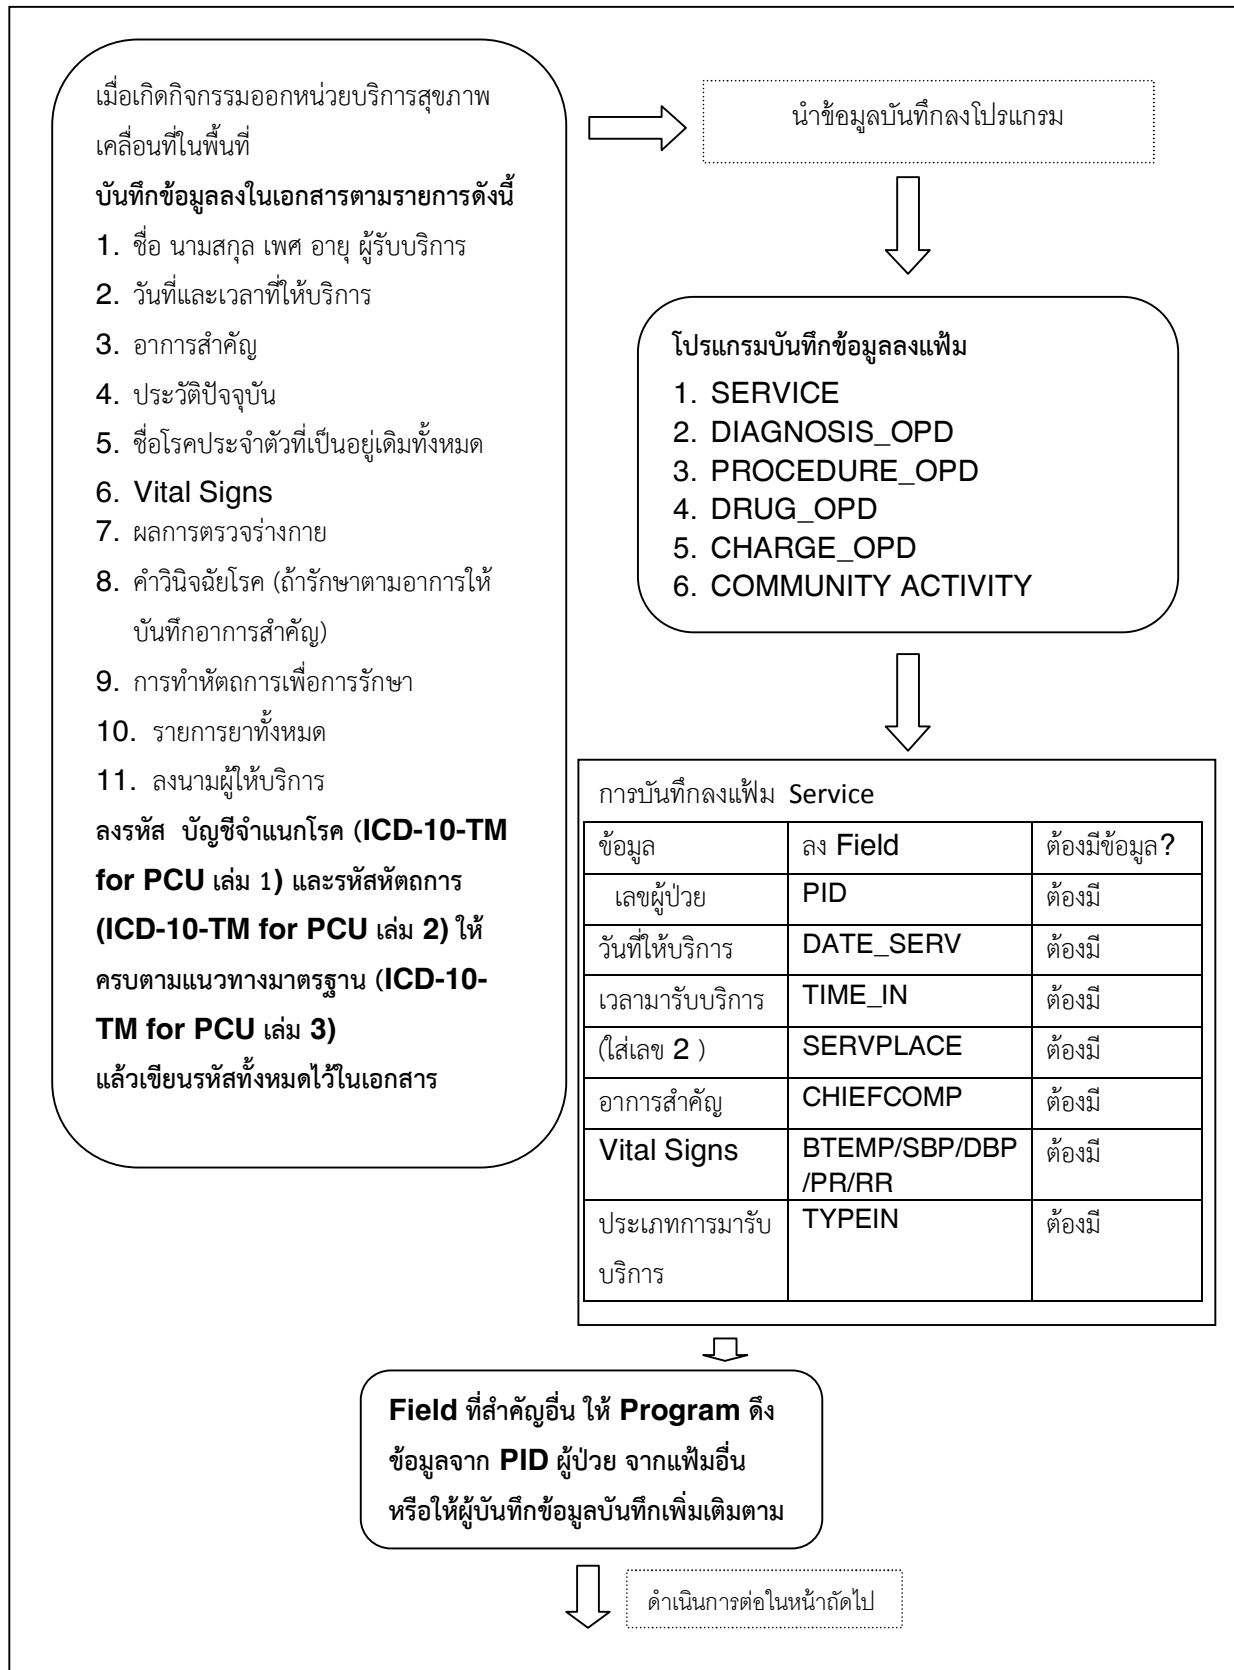 เมื่อเกิดกิจกรรมออกหน่วยบริการสุขภาพ
เคลื่อนที่ในพื้นที่
บันทึกข้อมูลลงในเอกสารตามรายการดังนี้
1. ชื่อ นามสกุล เพศ อายุ ผู้รับบริการ
2. วันที่และเวลาที่ให้บริการ
3. อาการสำคัญ
4. ประวัติปัจจุบัน
5. ชื่อโรคประจำตัวที่เป็นอยู่เดิมทั้งหมด
6. Vital Signs
7. ผลการตรวจร่างกาย
8. คำวินิจฉัยโรค (ถ้ารักษาตามอาการให้
บันทึกอาการสำคัญ)
9. การทำหัตถการเพื่อการรักษา
10. รายการยาทั้งหมด
11. ลงนามผู้ให้บริการ
ลงรหัส บัญชีจำแนกโรค (ICD-10-TM
for PCU เล่ม 1) และรหัสหัตถการ
(ICD-10-TM for PCU เล่ม 2) ให้
ครบตามแนวทางมาตรฐาน (ICD-10-
TM for PCU เล่ม 3)
แล้วเขียนรหัสทั้งหมดไว้ในเอกสาร
นำข้อมูลบันทึกลงโปรแกรม
โปรแกรมบันทึกข้อมูลลงแฟ้ม
1. SERVICE
2. DIAGNOSIS_OPD
3. PROCEDURE_OPD
4. DRUG_OPD
5. CHARGE_OPD
6. COMMUNITY ACTIVITY
การบันทึกลงแฟ้ม Service
ข้อมูล ลง Field ต้องมีข้อมูล?
เลขผู้ป่วย PID ต้องมี
วันที่ให้บริการ DATE_SERV ต้องมี
เวลามารับบริการ TIME_IN ต้องมี
(ใส่เลข 2 ) SERVPLACE ต้องมี
อาการสำคัญ CHIEFCOMP ต้องมี
Vital Signs BTEMP/SBP/DBP ต้องมี
/PR/RR
ประเภทการมารับ TYPEIN ต้องมี
บริการ
Field ที่สำคัญอื่น ให้ Program ดึง
ข้อมูลจาก PID ผู้ป่วย จากแฟ้มอื่น
หรือให้ผู้บันทึกข้อมูลบันทึกเพิ่มเติมตาม
ดำเนินการต่อในหน้าถัดไป